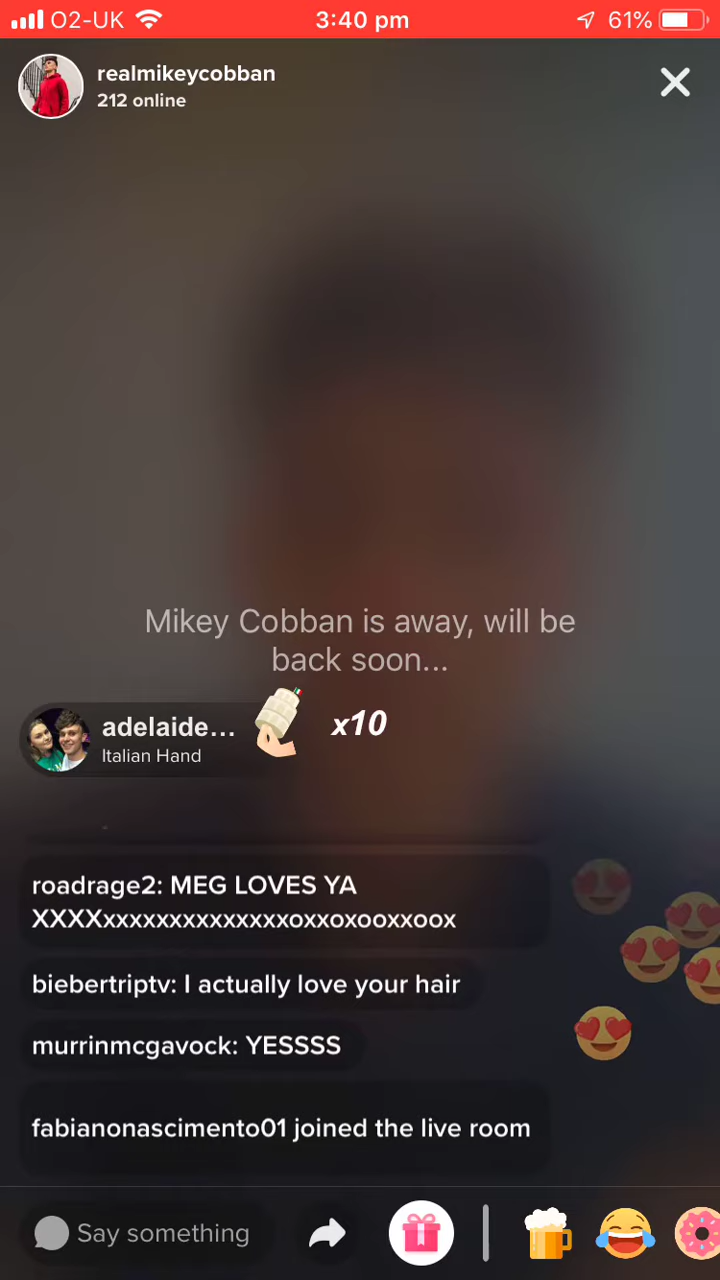 O2-UK
3:40 pm
61%
realmikeycobban
212 online
Mikey Cobban is away, will be
back soon...
adelaide...
Italian Hand
x10
roadrage2: MEG LOVES YA
XXXXxxxxxxxxxxxxxxoxxoxooxxoox
biebertriptv: I actually love your hair
murrinmcgavock: YESSSS
fabianonascimento01 joined the live room
Say something